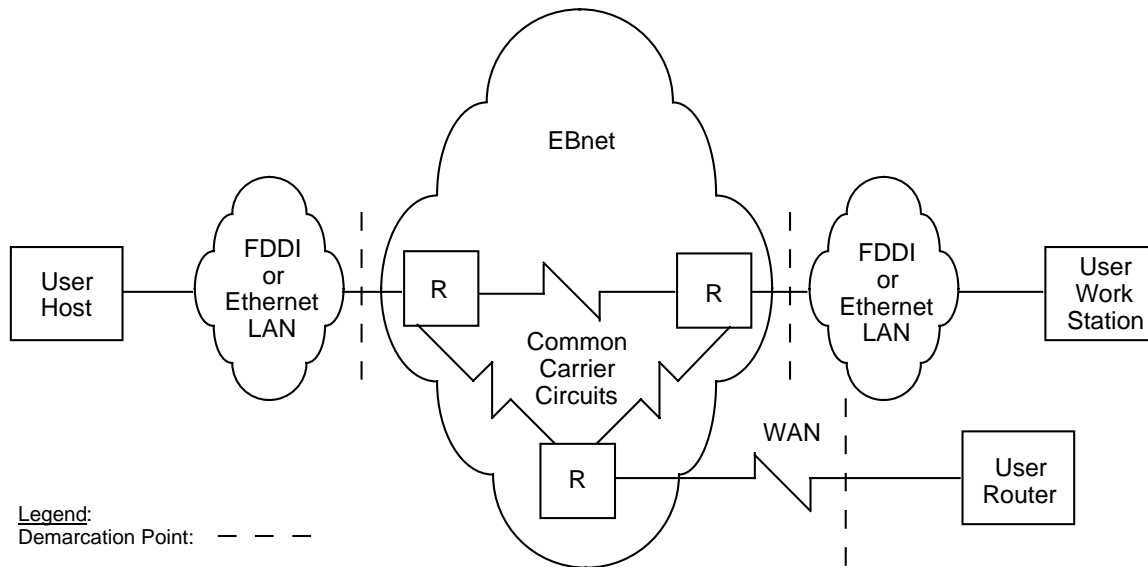 EBnet
User
Host
FDDI
or
Ethernet
LAN
R
R
Common
Carrier
Circuits
R
FDDI
or
Ethernet
LAN
User
Work
Station
WAN
User
Router
Legend:
Demarcation Point: